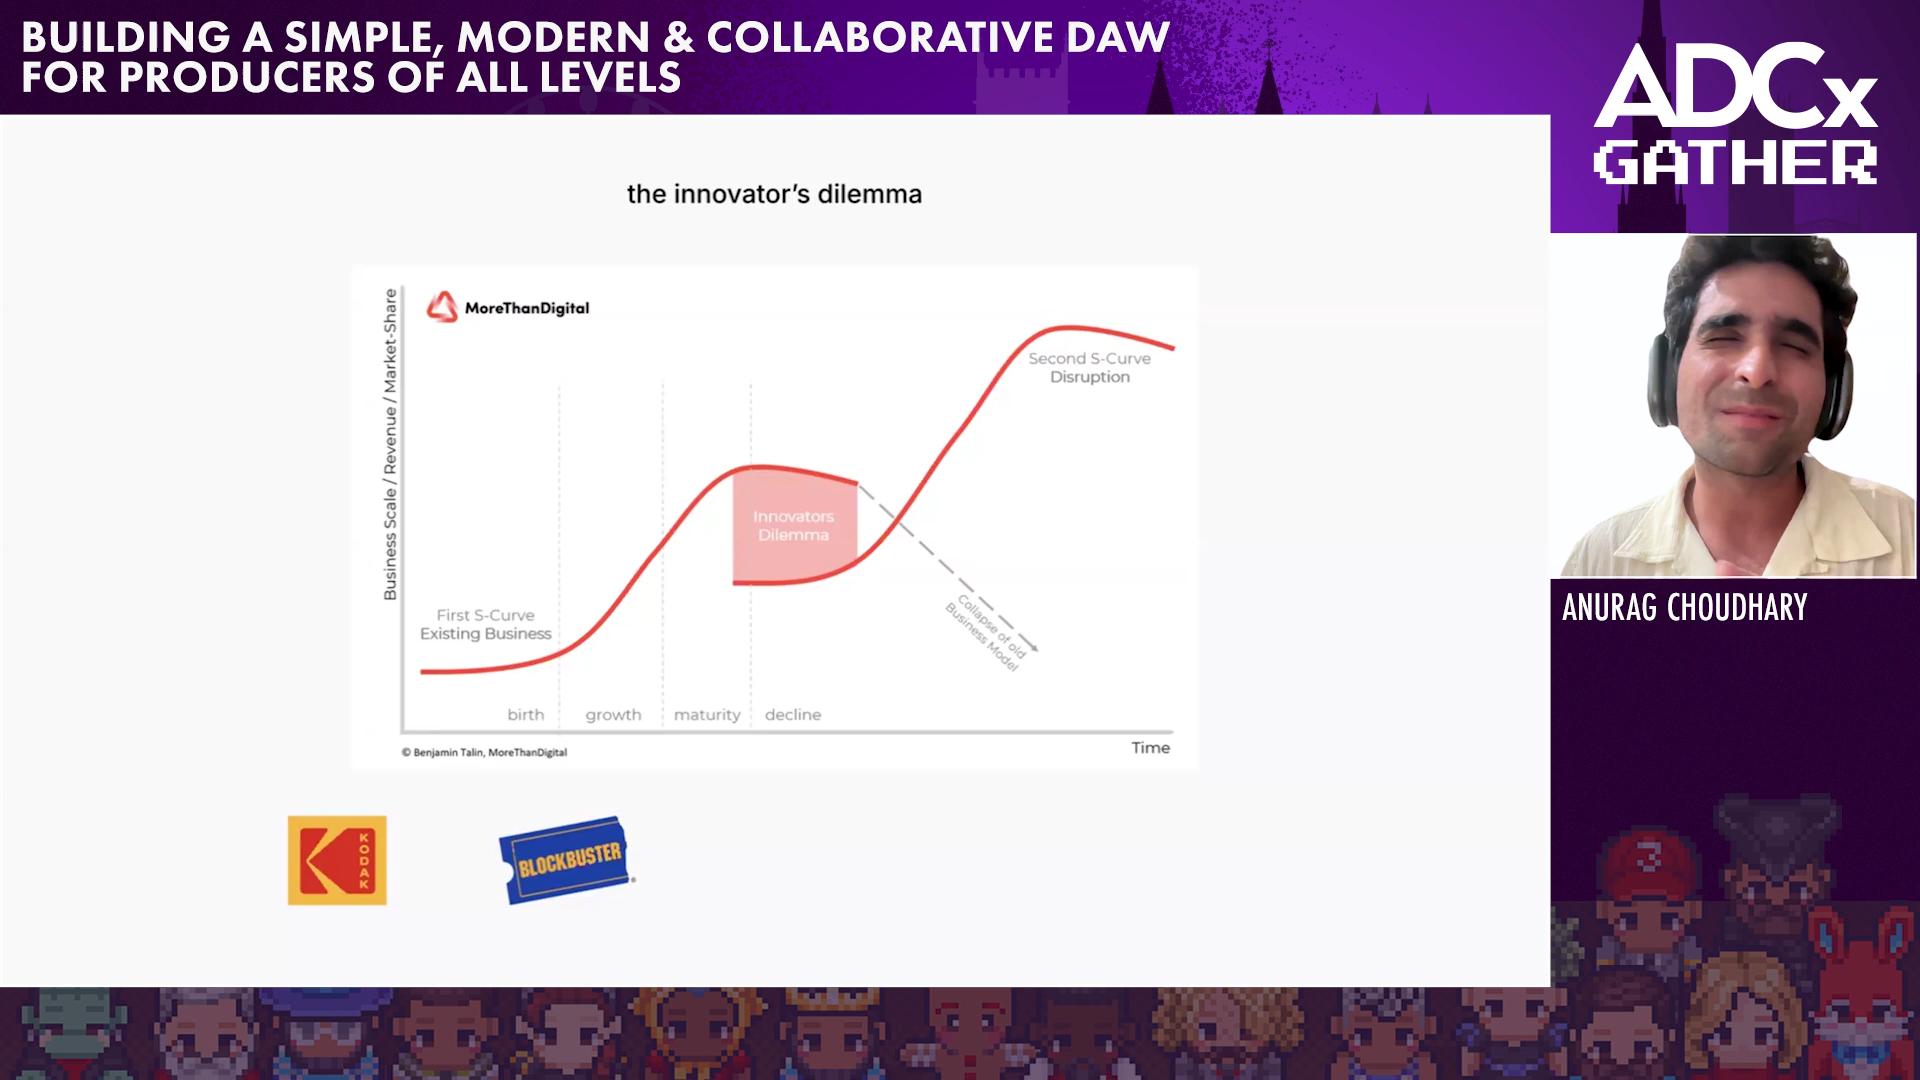 BUILDING A SIMPLE, MODERN & COLLABORATIVE DAW
FOR PRODUCERS OF ALL LEVELS
ADCx
GATHER
the innovator's dilemma
MoreThanDigital
Business Scale / Revenue / Market-Share
Second S-Curve
Disruption
Innovators
Dilemma
First S-Curve
Existing Business
Collapse of old
Business Model
birth
growth
maturity
decline
Time
© Benjamin Talin, MoreThanDigital
KODAK
BLOCKBUSTER
ANURAG CHOUDHARY
3